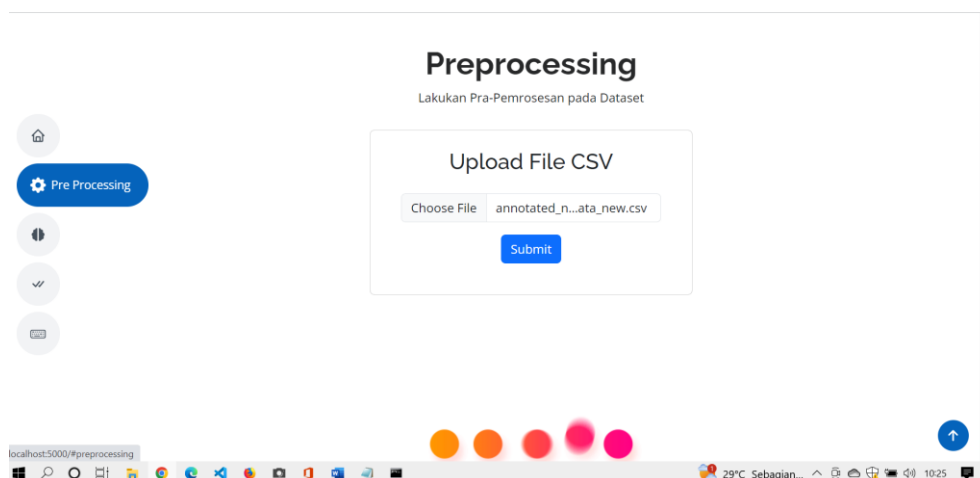 Preprocessing
Lakukan Pra-Pemrosesan pada Dataset
Pre Processing
Upload File CSV
Choose File annotated_n...ata_new.csv
Submit
localhost:5000/#preprocessing
29°C Sebagian... 10:25